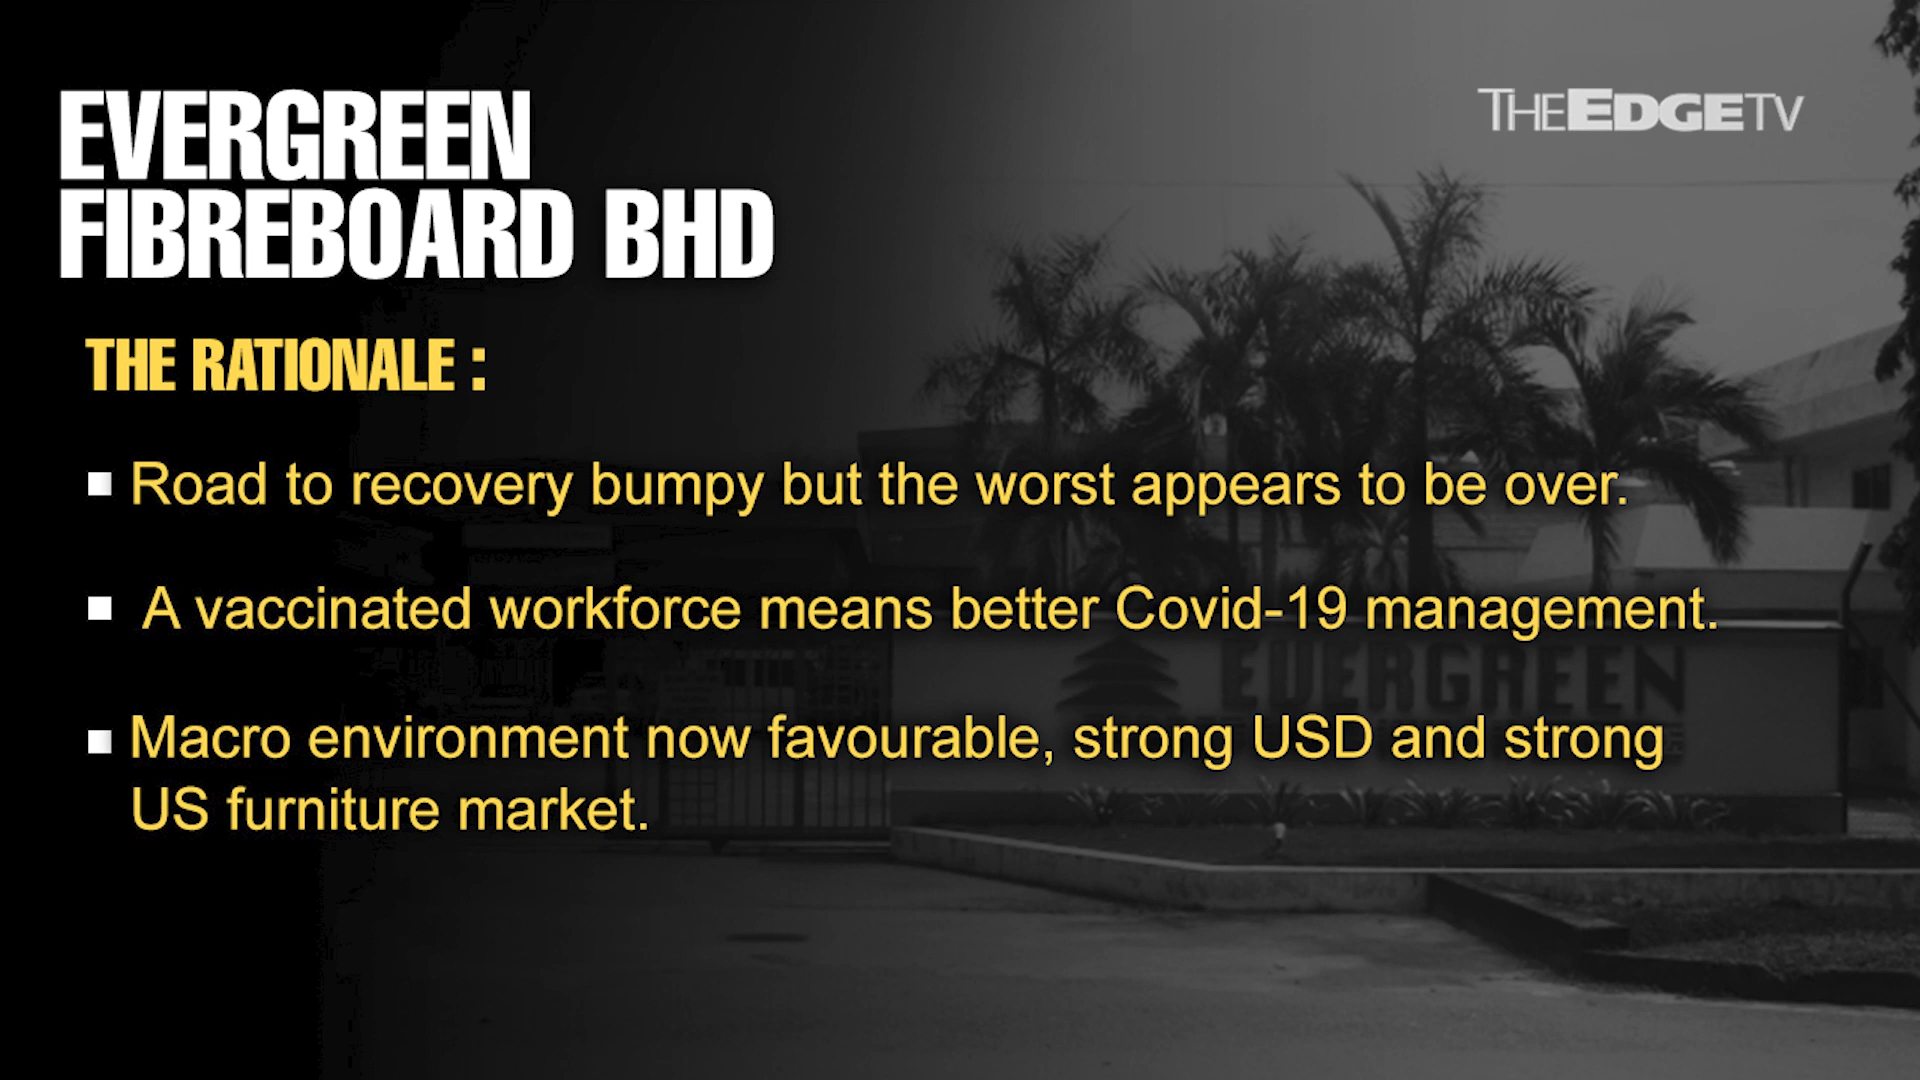 EVERGREEN
FIBREBOARD BHD
THEEDGETV
THE RATIONALE :
Road to recovery bumpy but the worst appears to be over.
A vaccinated workforce means better Covid-19 management.
EVERGREEN
Macro environment now favourable, strong USD and strong
US furniture market.